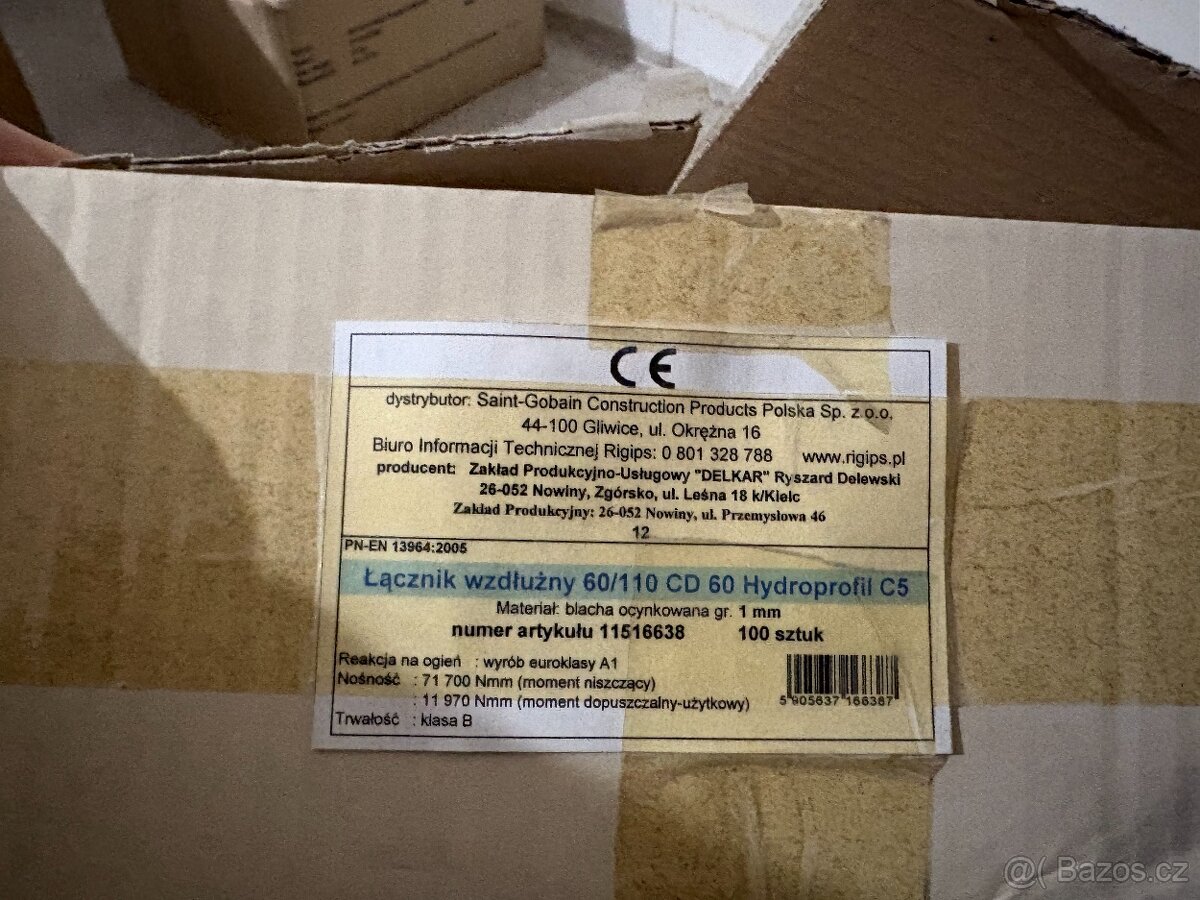 CE
dystrybutor: Saint-Gobain Construction Products Polska Sp. z.o.o,
44-100 Gliwice, ul. Okrężna 16
Biuro Informacji Technicznej Rigips: 0 801 328 788 www.rigips.pl
producent: Zakład Produkcyjno-Usługowy "DELKAR" Ryszard Delewski
26-052 Nowiny, Zgórsko, ul. Leśna 18 k/Kielc
Zakład Produkcyjny: 26-052 Nowiny, ul. Przemysłowa 46
12
PN-EN 13964:2005
Łącznik wzdłużny 60/110 CD 60 Hydroprofil C5
Materiał: blacha ocynkowana gr. 1 mm
numer artykułu 11516638 100 sztuk
Reakcja na ogień : wyrób euroklasy A1
Nośność : 71 700 Nmm (moment niszczący)
: 11 970 Nmm (moment dopuszczalny-użytkowy)
5 905637 166387
Trwałość : klasa B
@( Bazos.cz